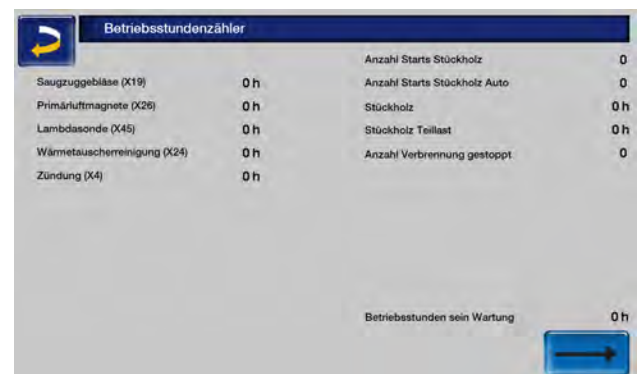 Betriebsstundenzähler
Saugzuggebläse (X19) 0 h
Primärluftmagnete (X26) 0 h
Lambdasonde (X45) 0 h
Wärmetauscherreinigung (X24) 0 h
Zündung (X4) 0 h
Anzahl Starts Stückholz 0
Anzahl Starts Stückholz Auto 0
Stückholz 0 h
Stückholz Teillast 0 h
Anzahl Verbrennung gestoppt 0
Betriebsstunden sein Wartung 0 h